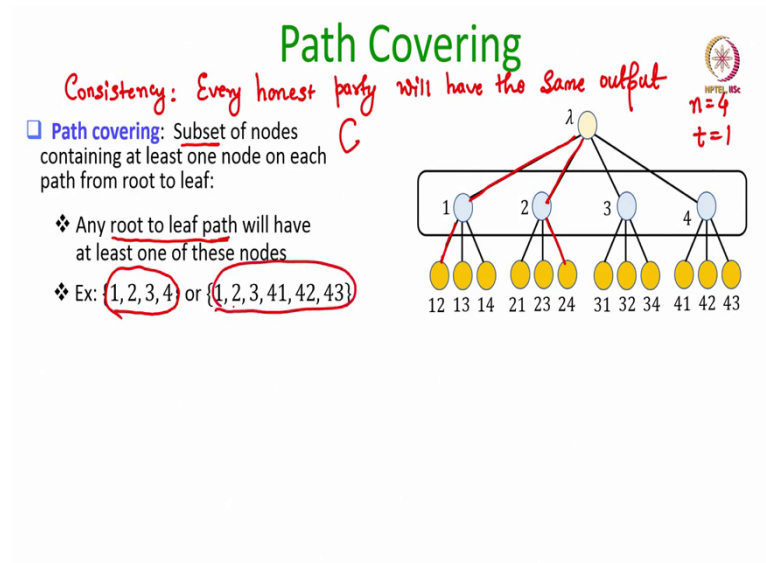 Path Covering
Consistency: Every honest party will have the same output
NPTEL, IISc
n=4
t=1
❑ Path covering: Subset of nodes
containing at least one node on each
path from root to leaf:
C
❖ Any root to leaf path will have
at least one of these nodes
❖ Ex: {1, 2, 3, 4} or {1, 2, 3, 41, 42, 43}
λ
1 2 3 4
12 13 14 21 23 24 31 32 34 41 42 43